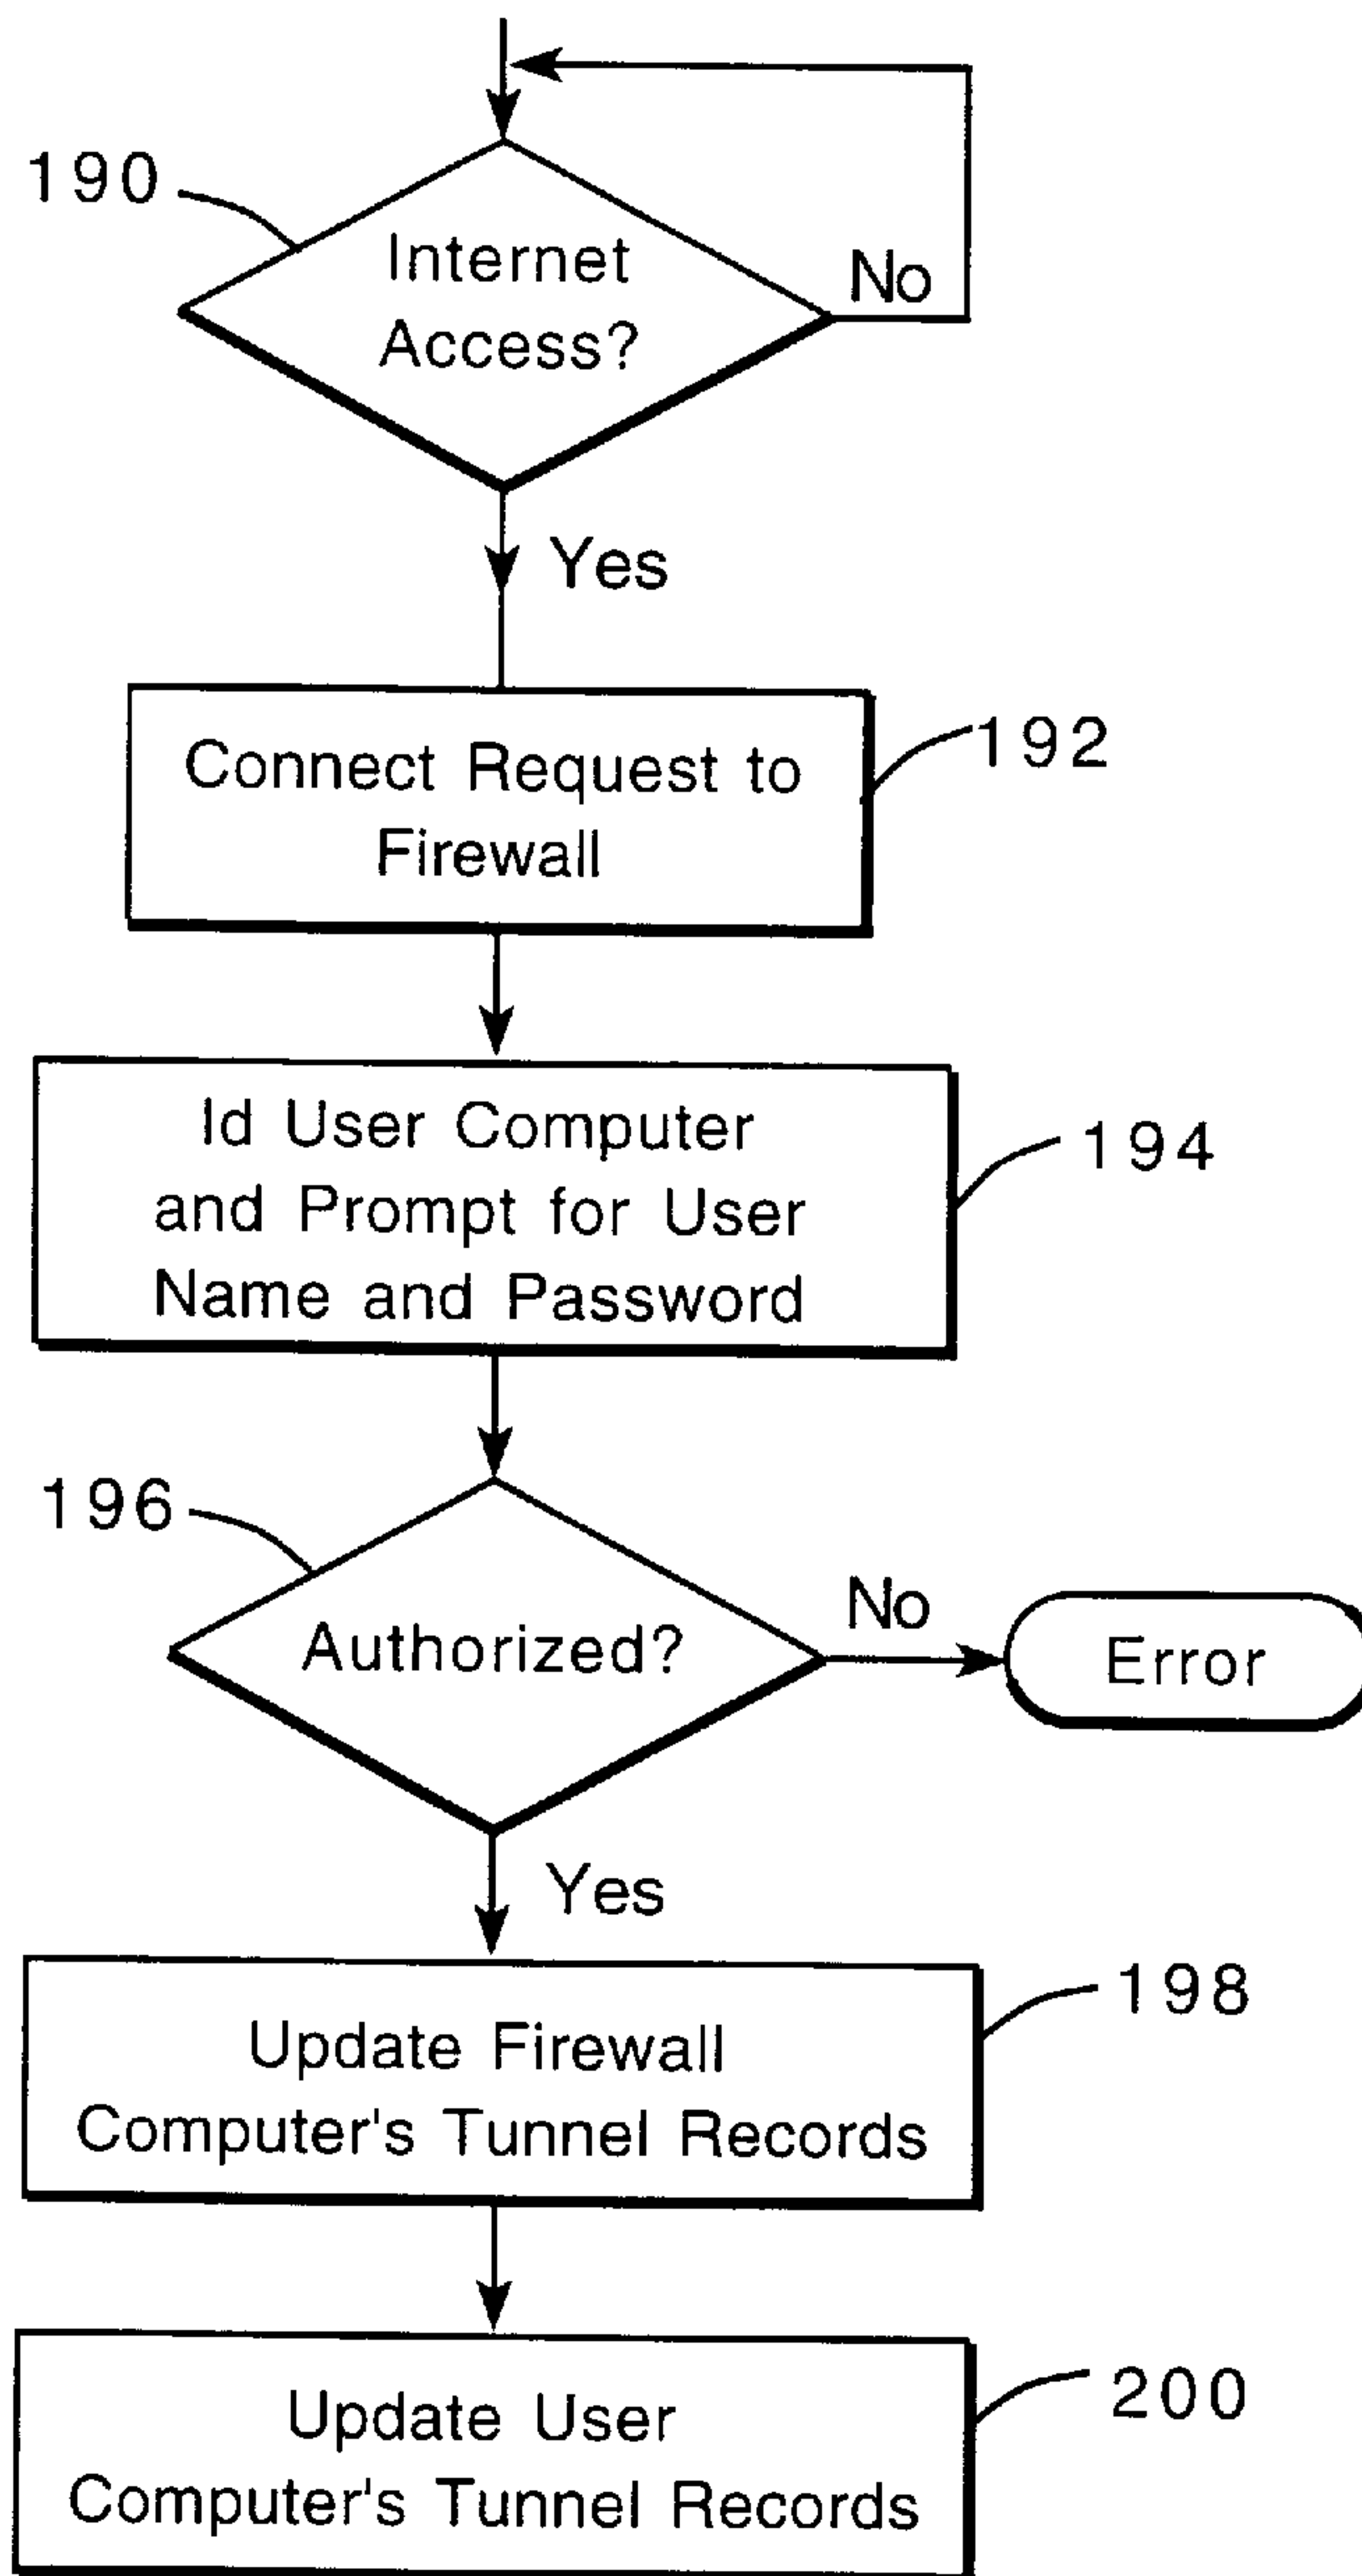 190
Internet
Access?
No
Yes
Connect Request to
Firewall
192
Id User Computer
and Prompt for User
Name and Password
194
196
Authorized?
No
Error
Yes
Update Firewall
Computer's Tunnel Records
198
Update User
Computer's Tunnel Records
200